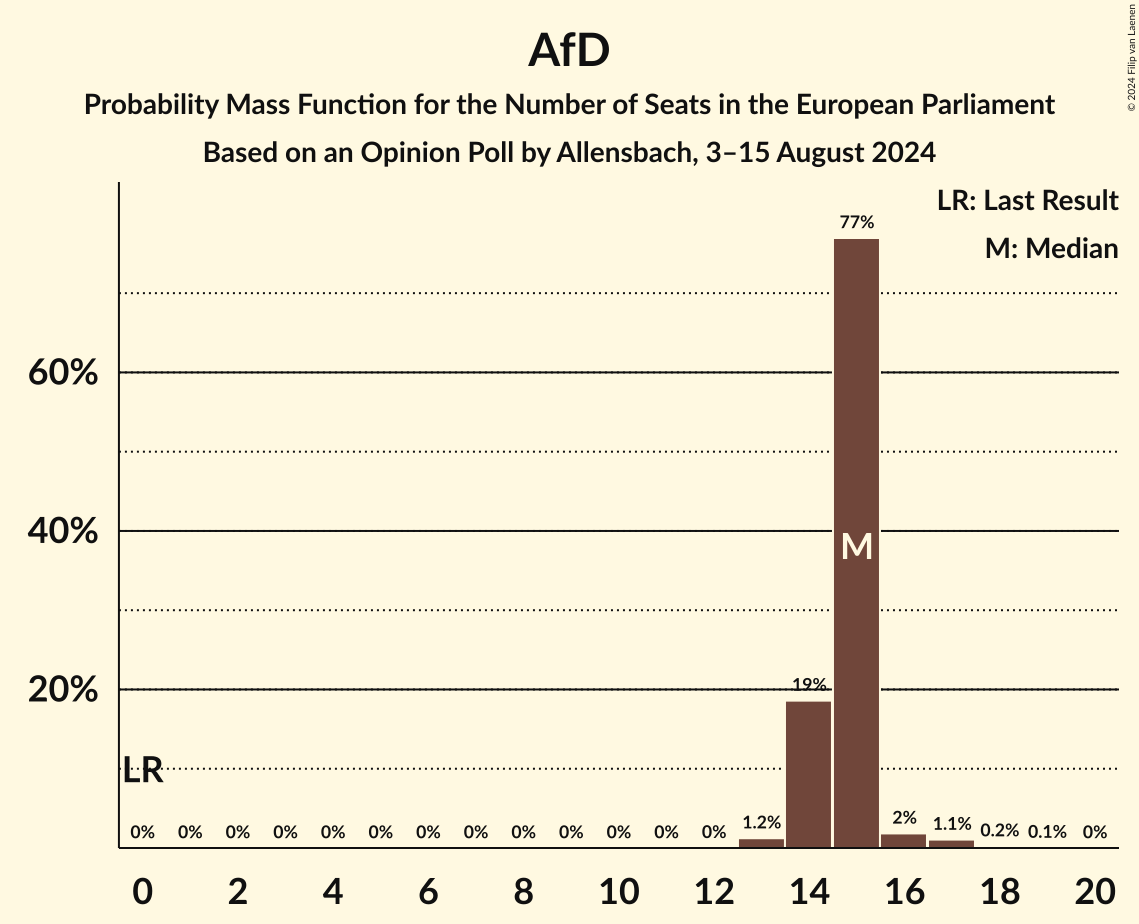 AfD
Probability Mass Function for the Number of Seats in the European Parliament
Based on an Opinion Poll by Allensbach, 3–15 August 2024
© 2024 Filip van Laenen
LR: Last Result
M: Median
77%
60%
40%
M
20%
19%
LR
0% 0% 0% 0% 0% 0% 0% 0% 0% 0% 0% 0% 0% 1.2% 2% 1.1% 0.2% 0.1% 0%
0 2 4 6 8 10 12 14 16 18 20